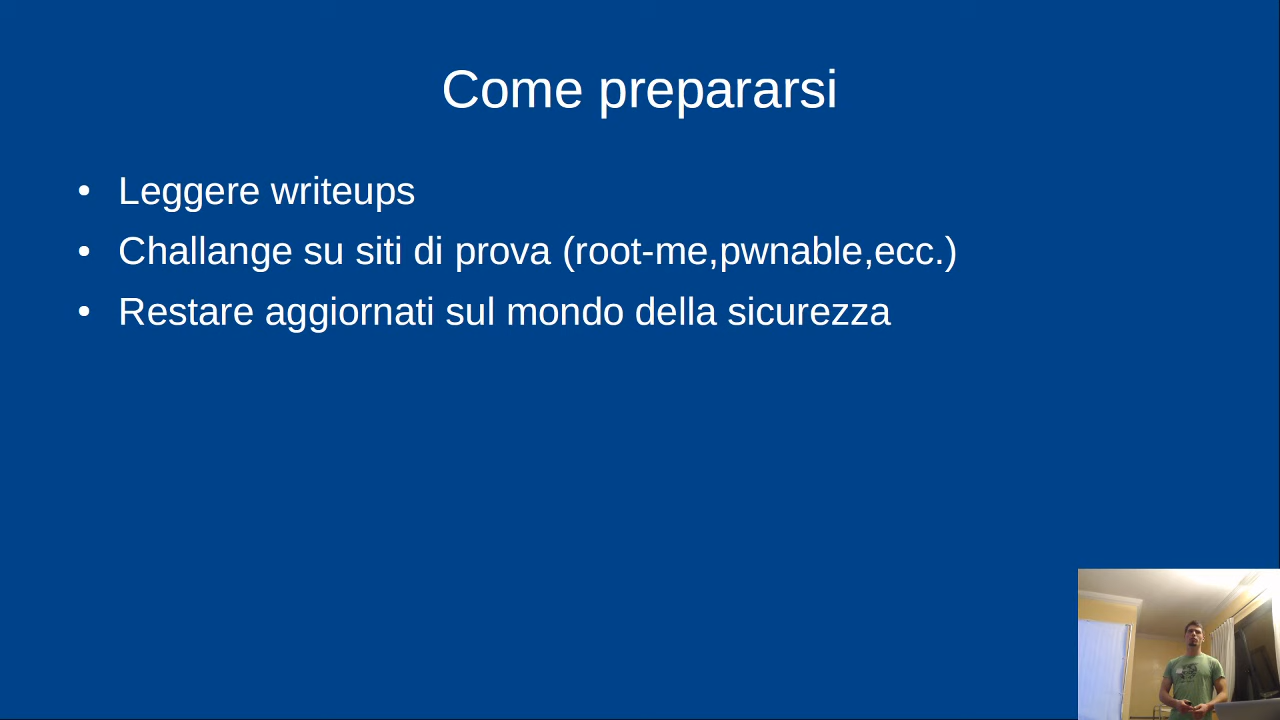 Come prepararsi
• Leggere writeups
• Challange su siti di prova (root-me,pwnable,ecc.)
• Restare aggiornati sul mondo della sicurezza